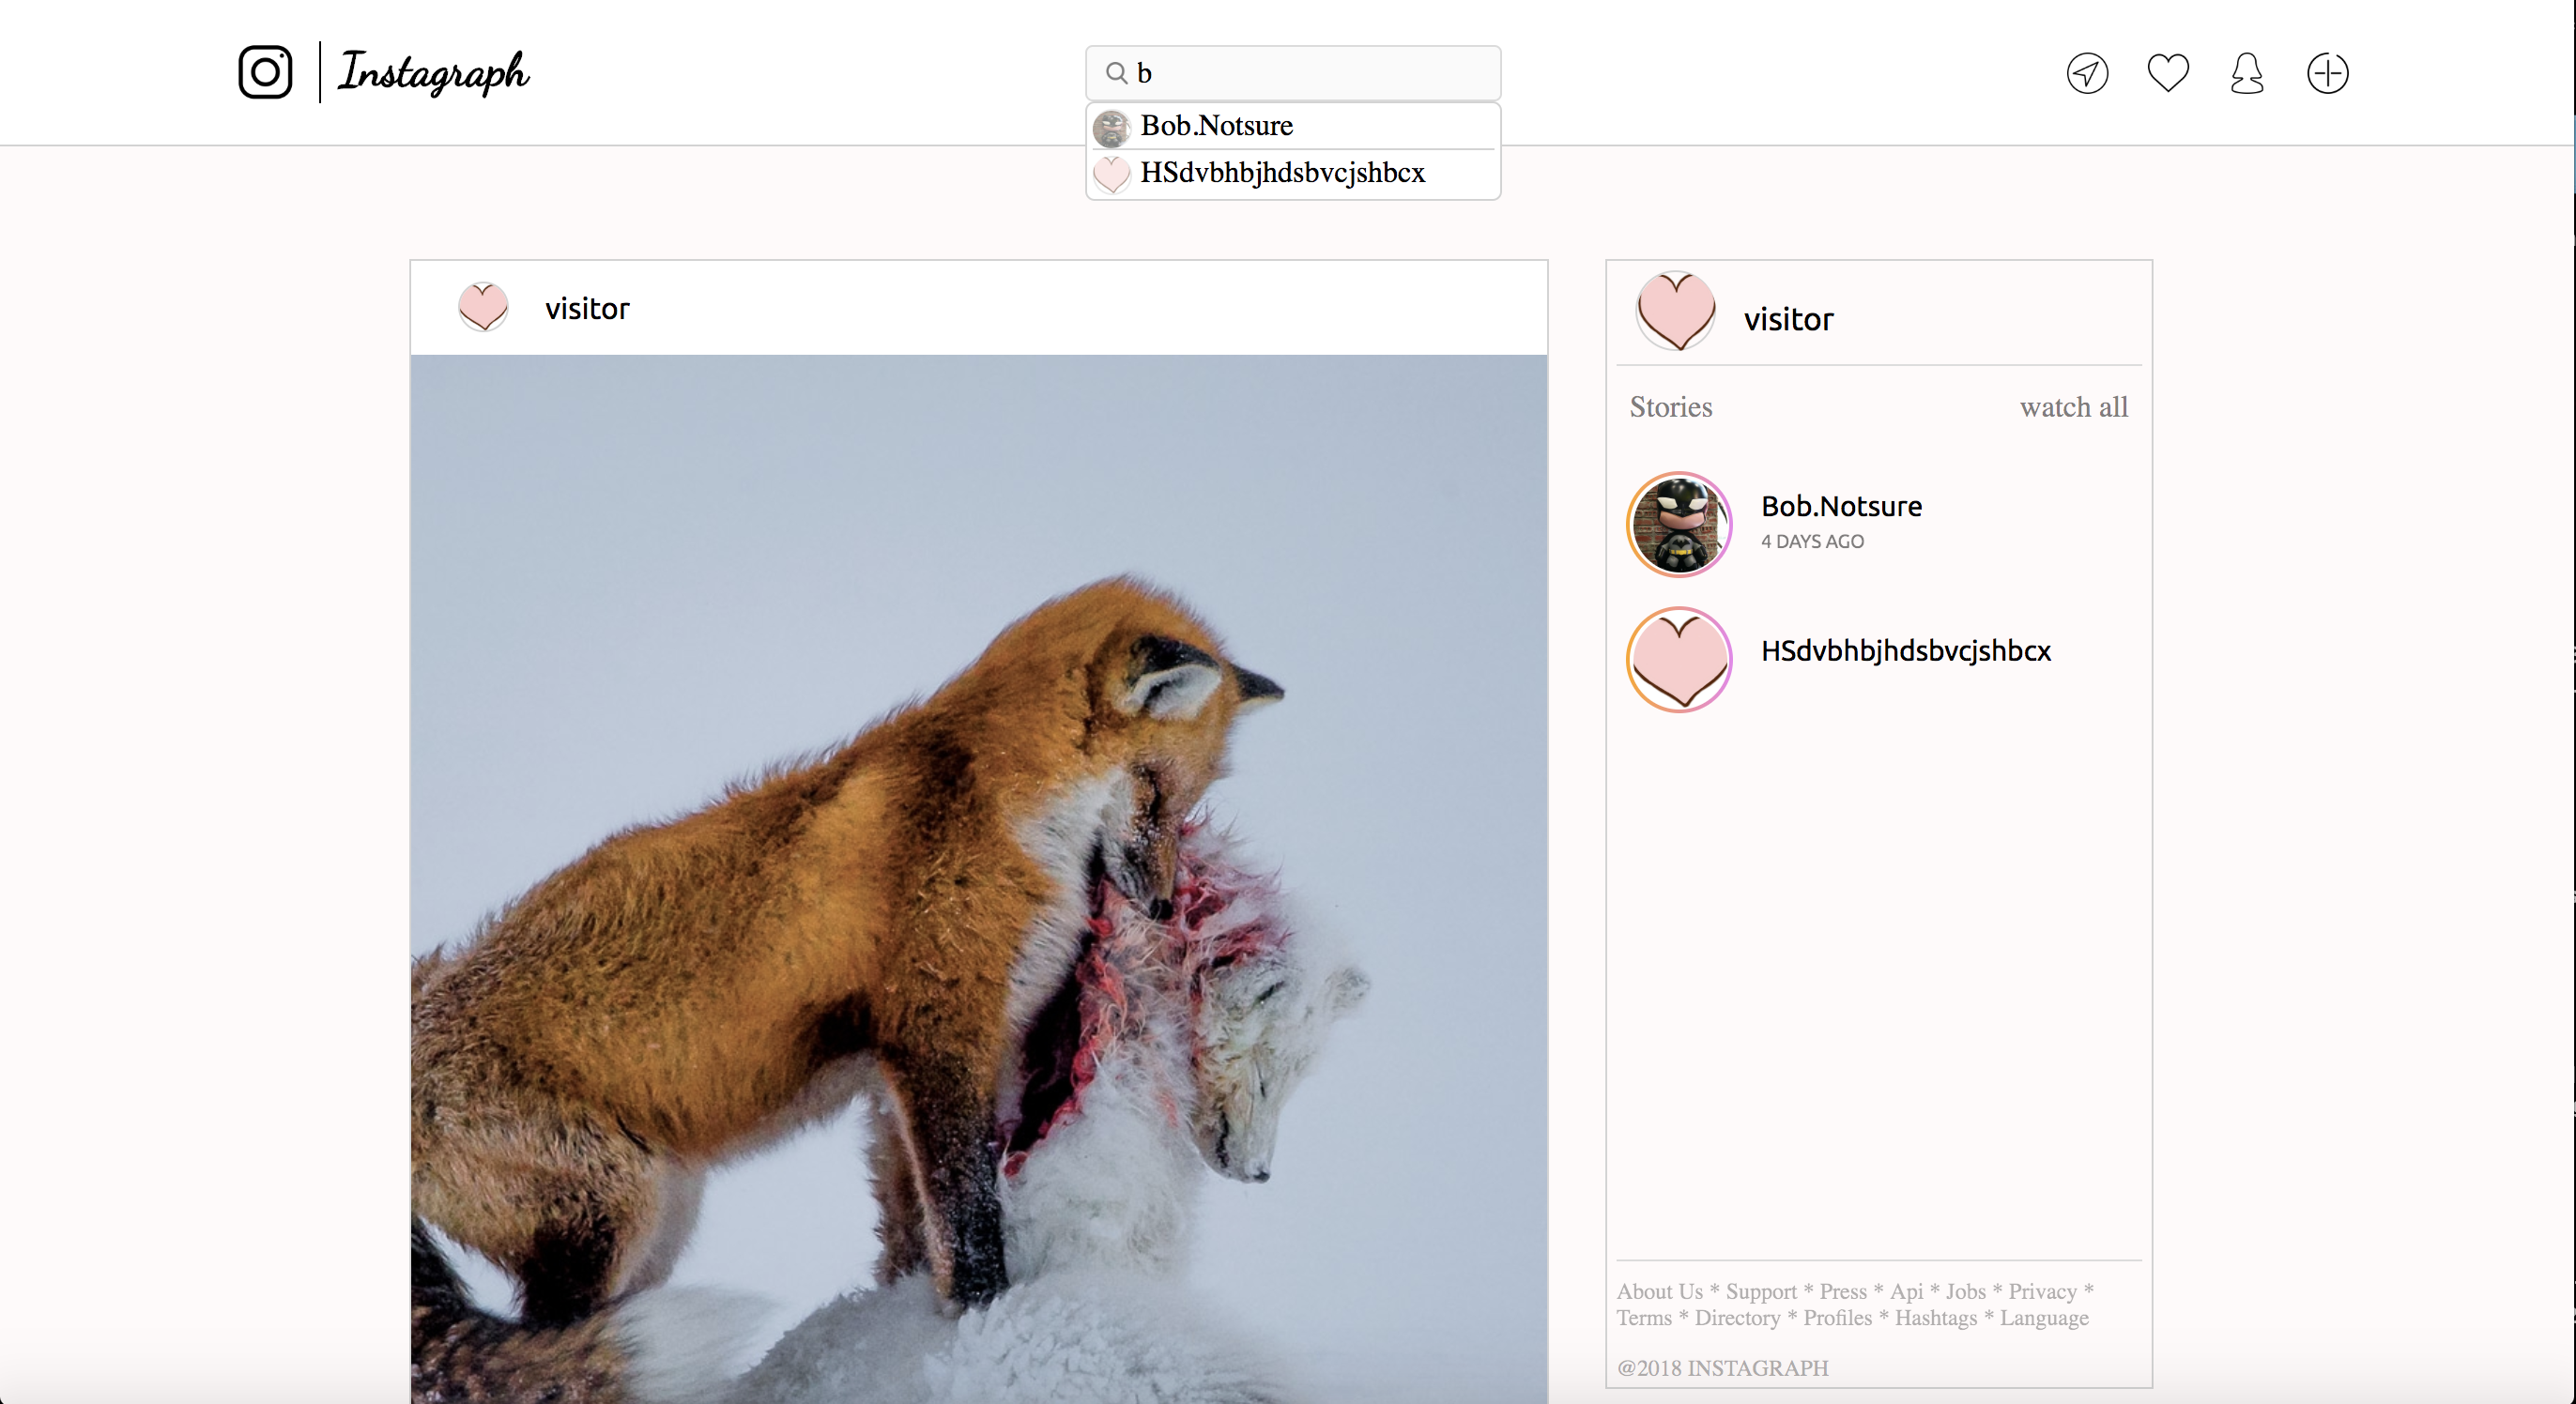 Instagraph
b
Bob.Notsure
HSdvbhbjhdsbvcjshbcx
visitor
visitor
Stories
watch all
Bob.Notsure
4 DAYS AGO
HSdvbhbjhdsbvcjshbcx
About Us * Support * Press * Api * Jobs * Privacy *
Terms * Directory * Profiles * Hashtags * Language
@2018 INSTAGRAPH